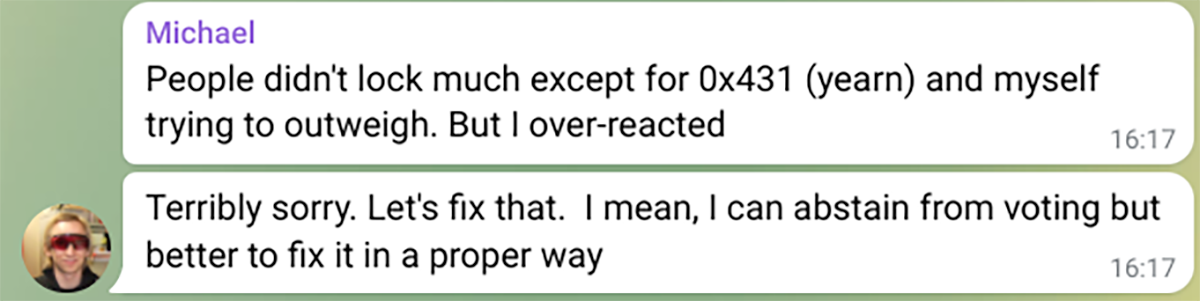 Michael
People didn't lock much except for 0x431 (yearn) and myself
trying to outweigh. But I over-reacted
16:17
Terribly sorry. Let's fix that.  I mean, I can abstain from voting but
better to fix it in a proper way
16:17